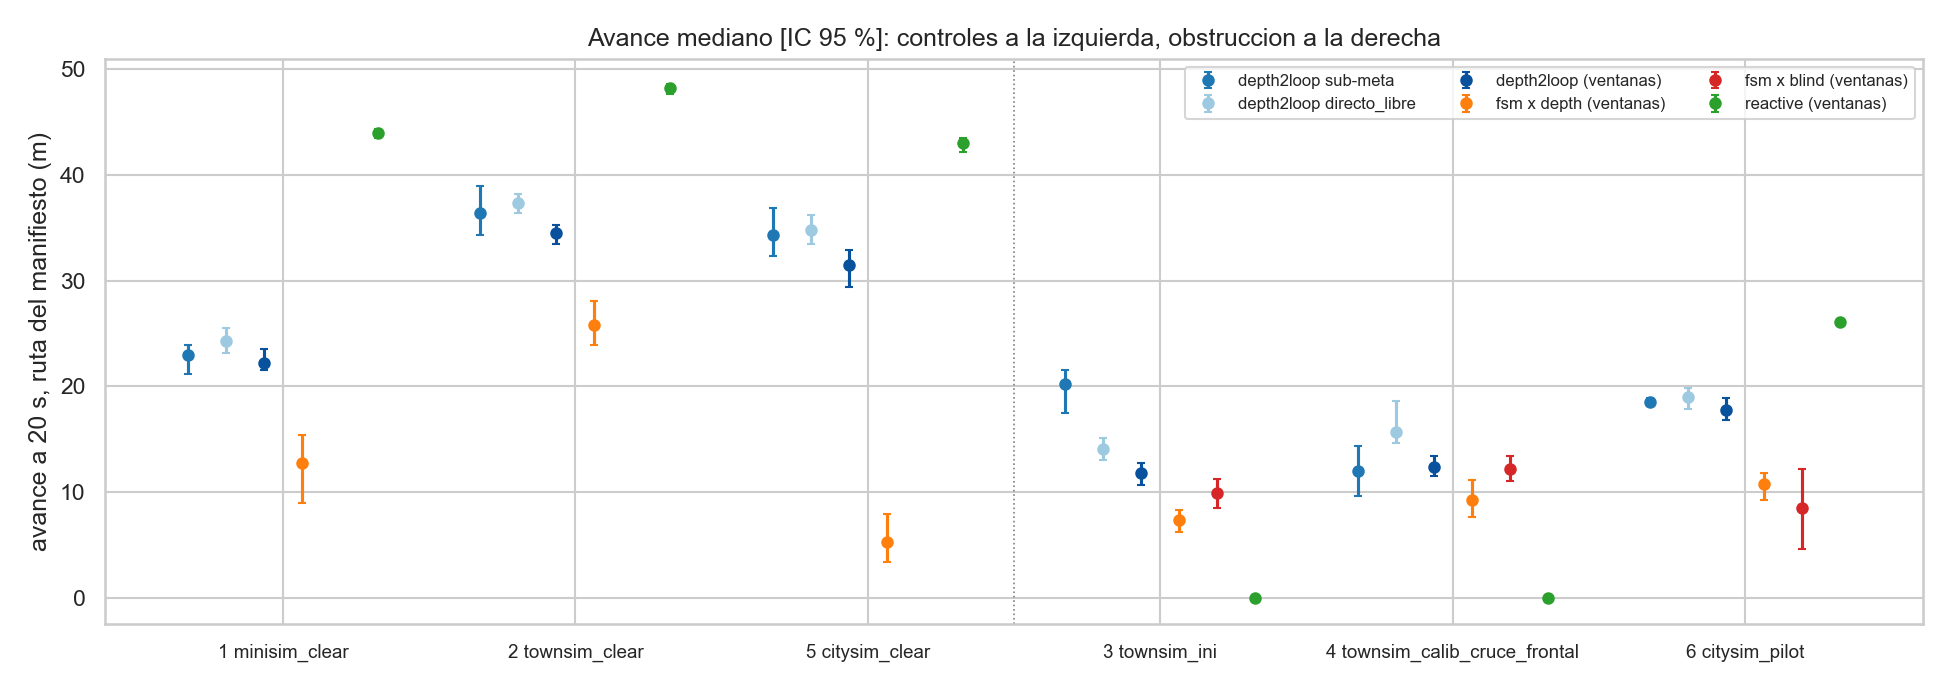 Avance mediano [IC 95 %]: controles a la izquierda, obstruccion a la derecha
depth2loop sub-meta
depth2loop directo_libre
depth2loop (ventanas)
fsm x depth (ventanas)
fsm x blind (ventanas)
reactive (ventanas)
avance a 20 s, ruta del manifiesto (m)
50
40
30
20
10
0
1 minisim_clear
2 townsim_clear
5 citysim_clear
3 townsim_ini
4 townsim_calib_cruce_frontal
6 citysim_pilot